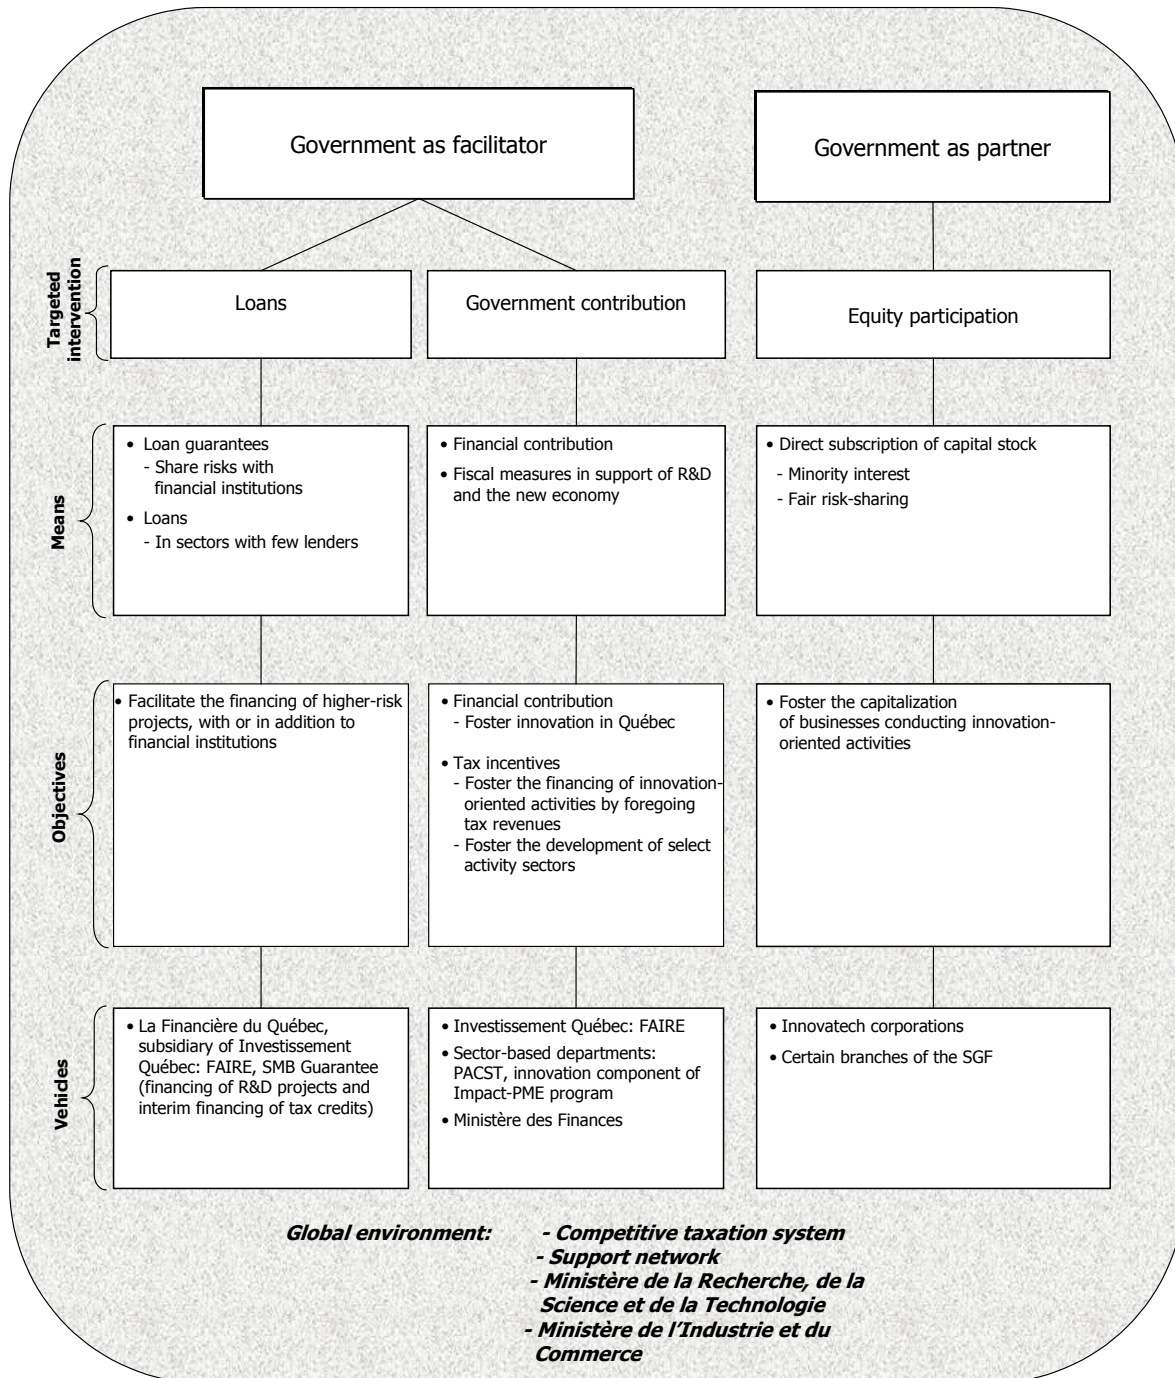 Government as facilitator
Government as partner
Targeted
intervention
Loans
Government contribution
Equity participation
Means
• Loan guarantees
- Share risks with
financial institutions
• Loans
- In sectors with few lenders
• Financial contribution
• Fiscal measures in support of R&D
and the new economy
• Direct subscription of capital stock
- Minority interest
- Fair risk-sharing
Objectives
• Facilitate the financing of higher-risk
projects, with or in addition to
financial institutions
• Financial contribution
- Foster innovation in Québec
• Tax incentives
- Foster the financing of innovation-
oriented activities by foregoing
tax revenues
- Foster the development of select
activity sectors
• Foster the capitalization
of businesses conducting innovation-
oriented activities
Vehicles
• La Financière du Québec,
subsidiary of Investissement
Québec: FAIRE, SMB Guarantee
(financing of R&D projects and
interim financing of tax credits)
• Investissement Québec: FAIRE
• Sector-based departments:
PACST, innovation component of
Impact-PME program
• Ministère des Finances
• Innovatech corporations
• Certain branches of the SGF
Global environment: - Competitive taxation system
- Support network
- Ministère de la Recherche, de la
Science et de la Technologie
- Ministère de l'Industrie et du
Commerce